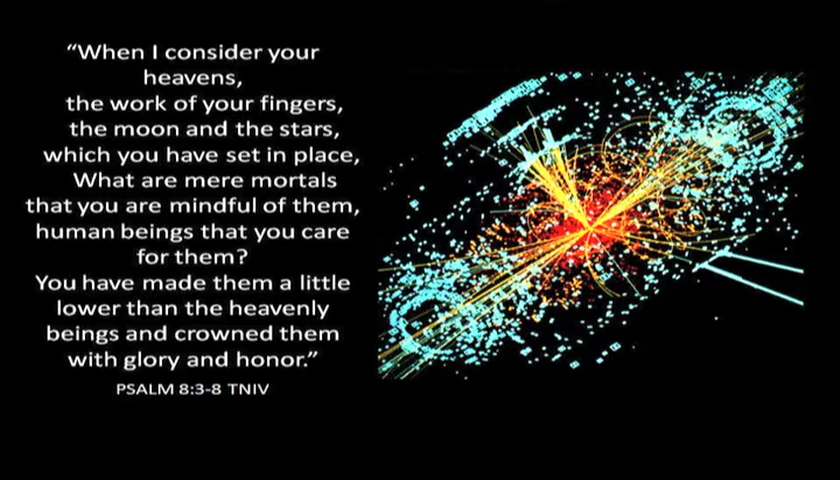 “When I consider your
heavens,
the work of your fingers,
the moon and the stars,
which you have set in place,
What are mere mortals
that you are mindful of them,
human beings that you care
for them?
You have made them a little
lower than the heavenly
beings and crowned them
with glory and honor.”
PSALM 8:3-8 TNIV